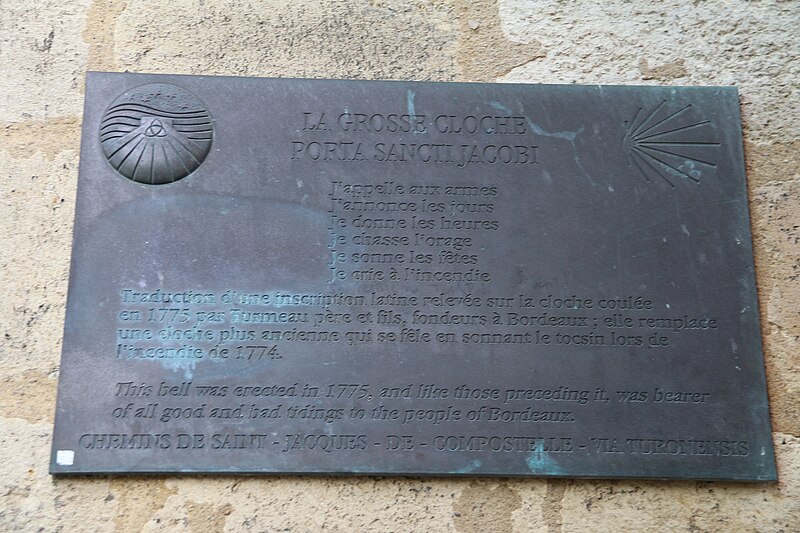 LA GROSSE CLOCHE
PORTA SANCTI JACOBI
J'appelle aux armes
J'annonce les jours
Je donne les heures
Je chasse l'orage
Je sonne les fêtes
Je crie à l'incendie
Traduction d'une inscription latine relevée sur la cloche coulée
en 1775 par Turmeau père et fils, fondeurs à Bordeaux ; elle remplace
une cloche plus ancienne qui se fêle en sonnant le tocsin lors de
l'incendie de 1774.
This bell was erected in 1775, and like those preceding it, was bearer
of all good and bad tidings to the people of Bordeaux.
CHEMINS DE SAINT - JACQUES - DE - COMPOSTELLE - VIA TURONENSIS